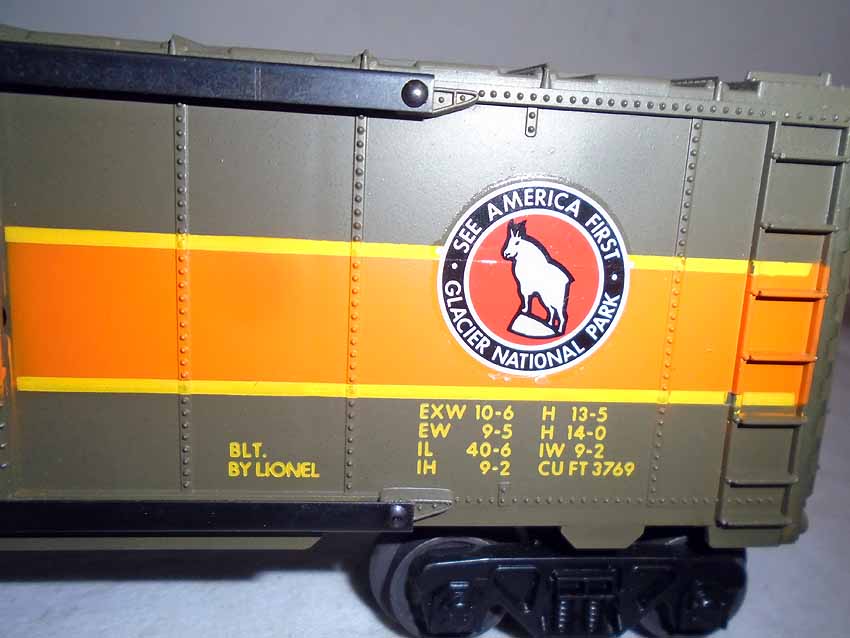 SEE AMERICA FIRST
GLACIER NATIONAL PARK
EXW 10-6 H 13-5
EW 9-5 H 14-0
IL 40-6 IW 9-2
IH 9-2 CU FT 3769
BLT.
BY LIONEL